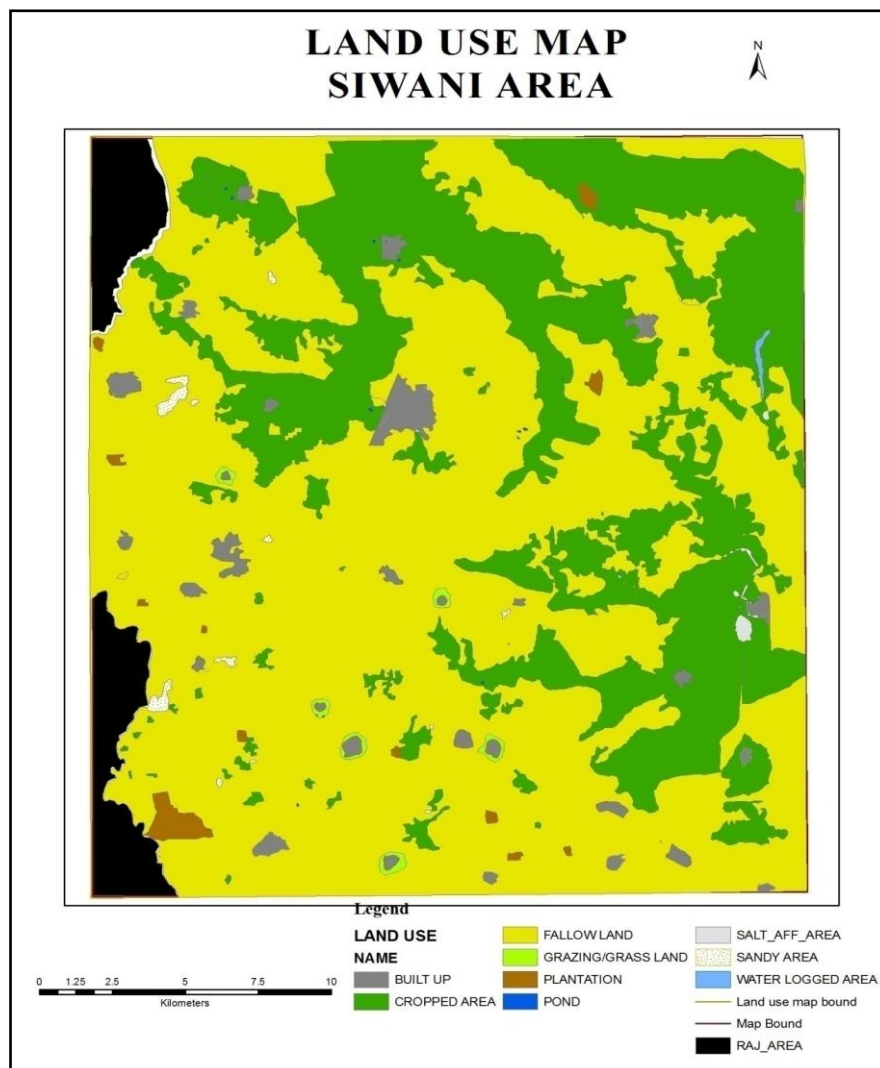 LAND USE MAP
SIWANI AREA
N
Legend
LAND USE
NAME
BUILT UP
CROPPED AREA
FALLOW LAND
GRAZING/GRASS LAND
PLANTATION
POND
SALT_AFF_AREA
SANDY AREA
WATER LOGGED AREA
Land use map bound
Map Bound
RAJ_AREA
0 1.25 2.5 5 7.5 10
Kilometers